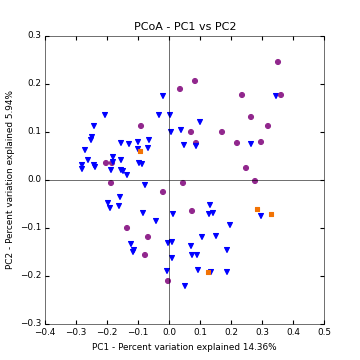 PCoA - PC1 vs PC2
0.3
0.2
0.1
0.0
−0.1
−0.2
−0.3
PC2 - Percent variation explained 5.94%
−0.4 −0.3 −0.2 −0.1 0.0 0.1 0.2 0.3 0.4 0.5
PC1 - Percent variation explained 14.36%